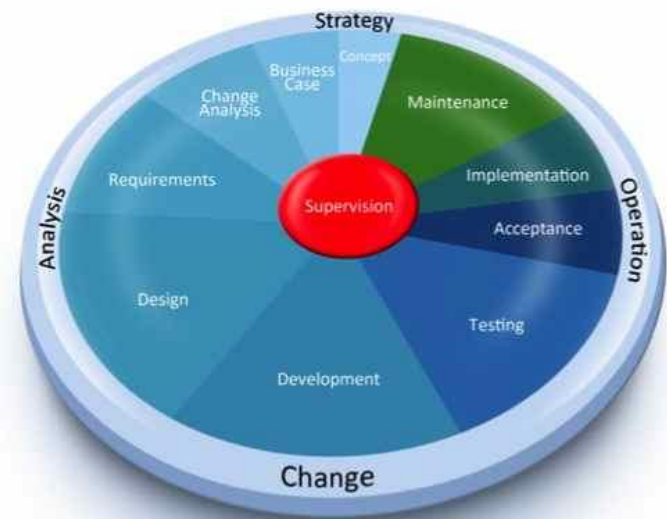 Strategy
Concept
Business
Case
Change
Analysis
Maintenance
Requirements
Implementation
Supervision
Analysis
Operation
Acceptance
Design
Testing
Development
Change